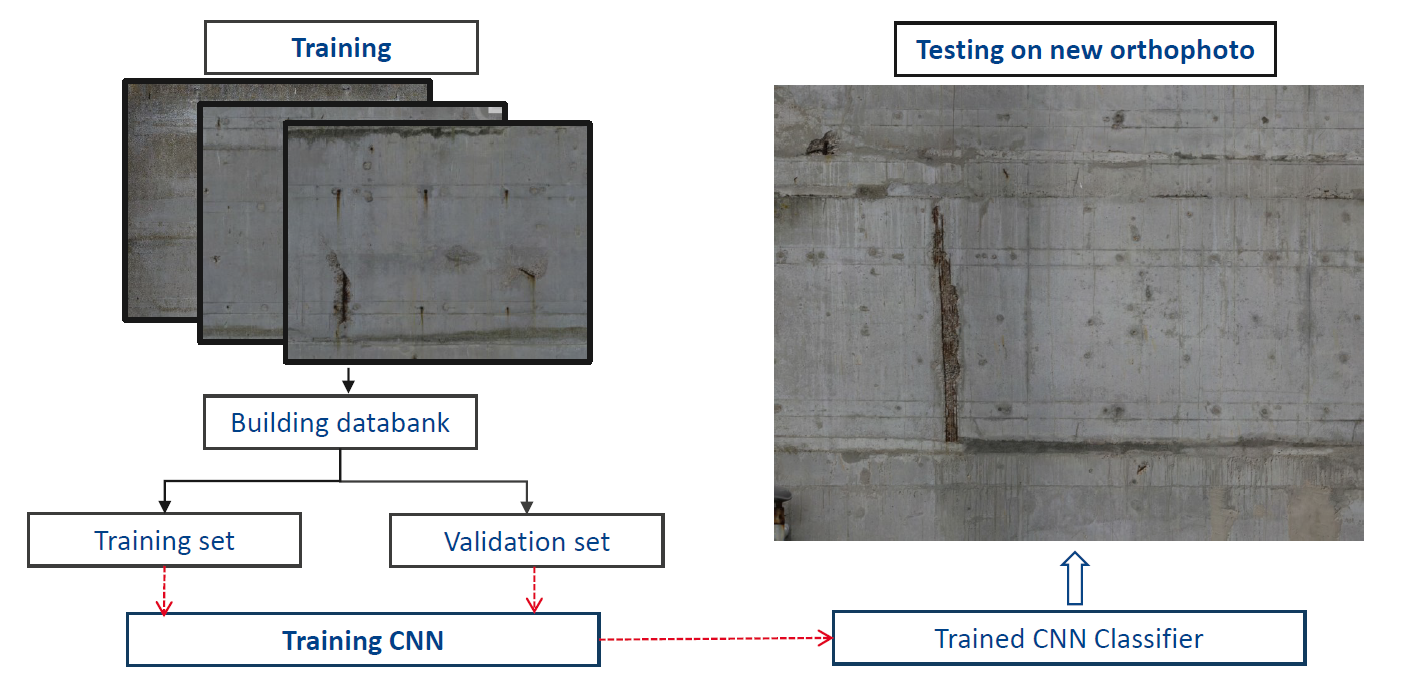 Training
Testing on new orthophoto
Building databank
Training set
Validation set
Training CNN
Trained CNN Classifier